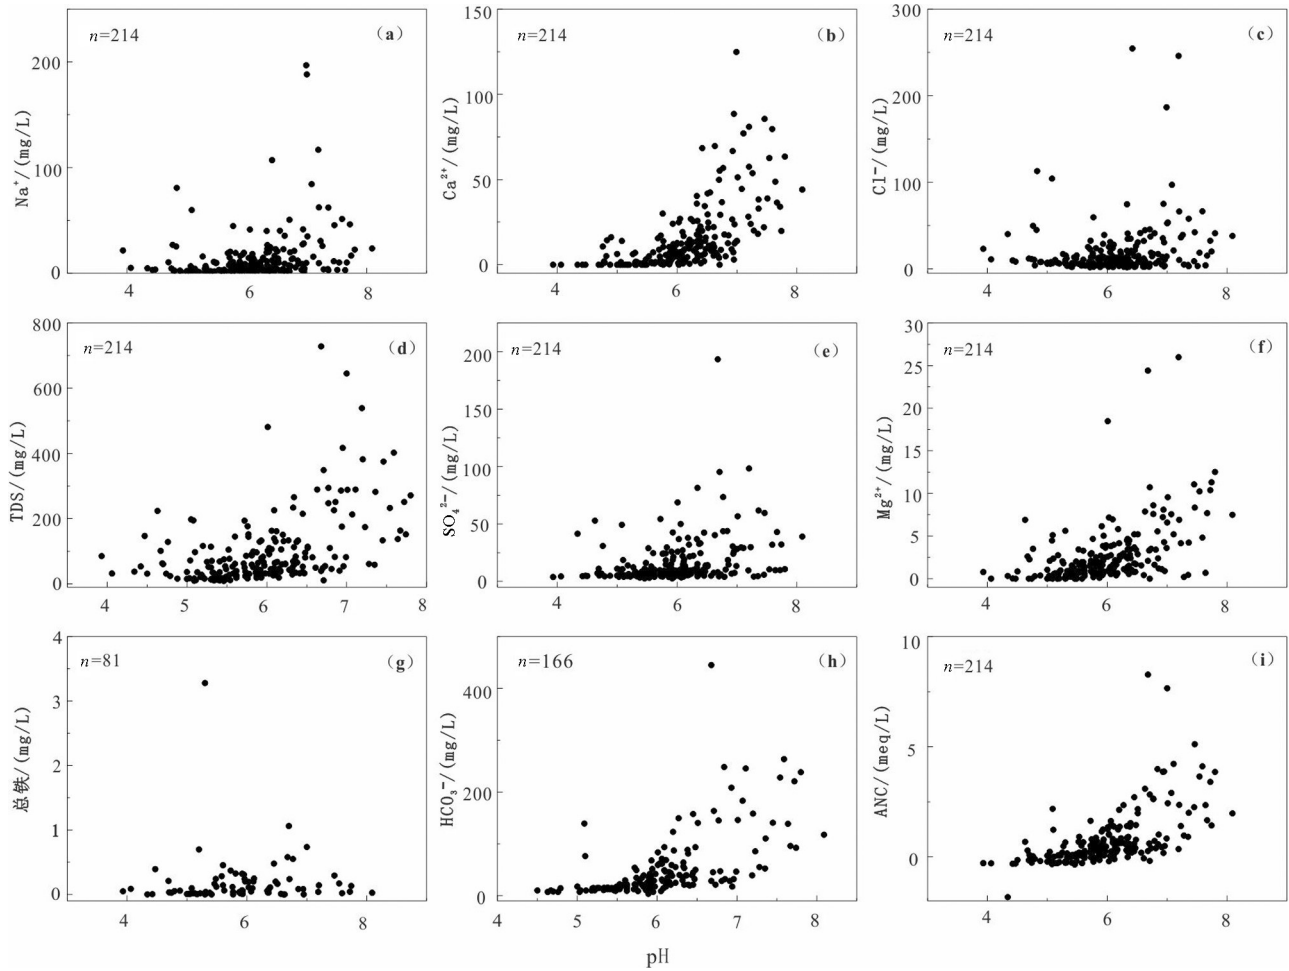 n=214
(a)
Na⁺/(mg/L)
200
100
0
4
6
8
n=214
(b)
Ca²⁺/(mg/L)
150
100
50
0
4
6
8
n=214
(c)
Cl⁻/(mg/L)
300
200
100
0
4
6
8
n=214
(d)
TDS/(mg/L)
800
600
400
200
0
4
5
6
7
8
n=214
(e)
SO₄²⁻/(mg/L)
200
150
100
50
0
4
6
8
n=214
(f)
Mg²⁺/(mg/L)
30
25
20
15
10
5
0
4
6
8
n=81
(g)
总铁/(mg/L)
4
3
2
1
0
4
6
8
n=166
(h)
HCO₃⁻/(mg/L)
400
200
0
4
5
6
7
8
n=214
(i)
ANC/(meq/L)
10
5
0
4
6
8
pH